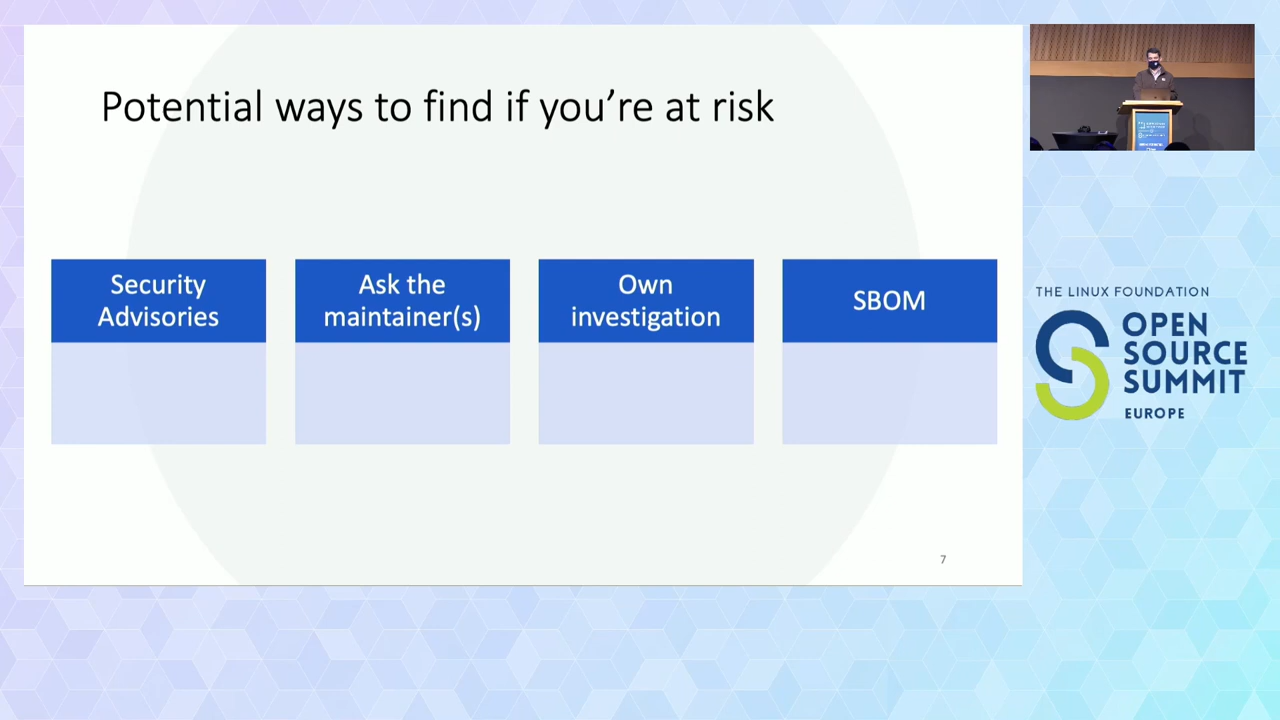 Potential ways to find if you’re at risk
Security
Advisories
Ask the
maintainer(s)
Own
investigation
SBOM
7
THE LINUX FOUNDATION
OPEN
SOURCE
SUMMIT
EUROPE